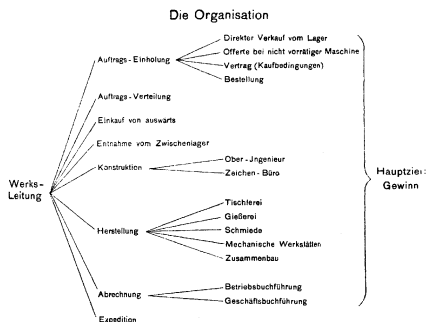 Die Organisation
Direkter Verkauf vom Lager
Offerte bei nicht vorrätiger Maschine
Auftrags-Einholung
Vertrag (Kaufbedingungen)
Bestellung
Auftrags-Verteilung
Einkauf von auswärts
Entnahme vom Zwischenlager
Konstruktion
Ober-Jngenieur
Zeichen-Büro
Werks-
Leitung
Hauptziel:
Gewinn
Tischlerei
Gießerei
Herstellung
Schmiede
Mechanische Werkstätten
Zusammenbau
Abrechnung
Betriebsbuchführung
Geschäftsbuchführung
Expedition